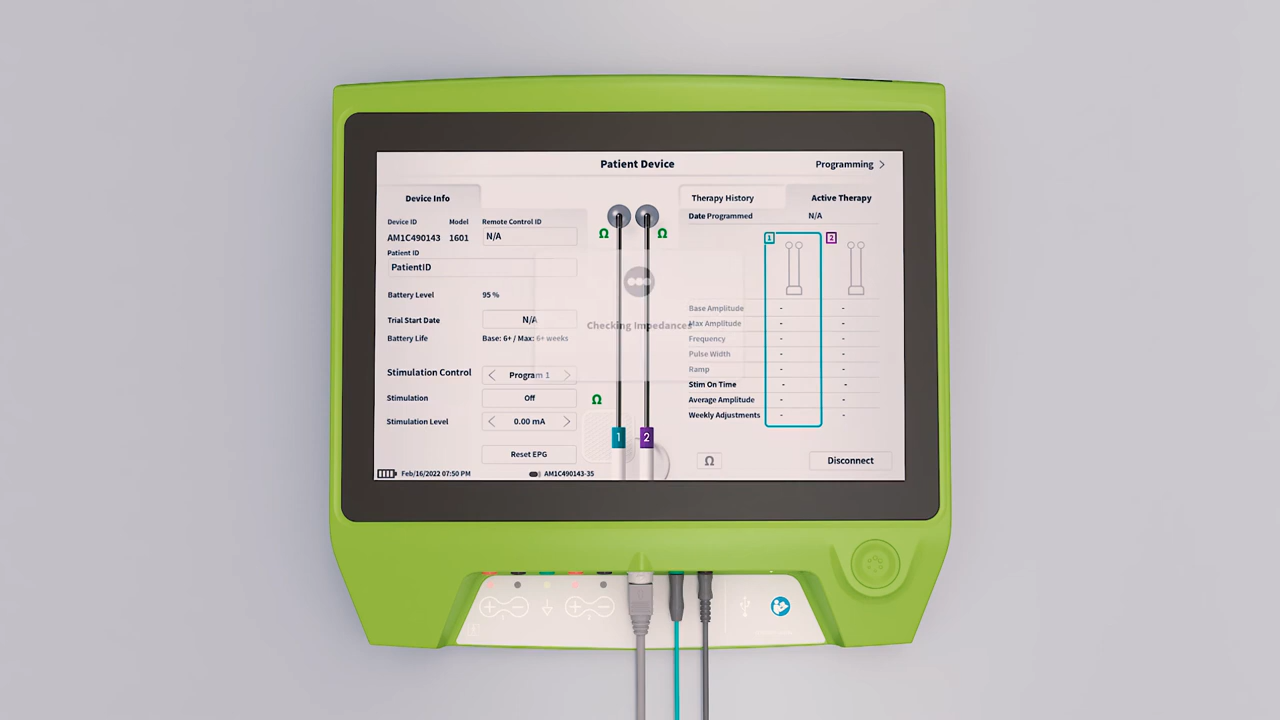 Patient Device
Programming
Device Info
Therapy History
Active Therapy
Device ID Model Remote Control ID
AM1C490143 1601 N/A
Patient ID
PatientID
Battery Level 95 %
Trial Start Date N/A
Battery Life Base: 6+ / Max: 6+ weeks
Stimulation Control Program 1
Stimulation Off
Stimulation Level 0.00 mA
Reset EPG
Feb/16/2022 07:50 PM
AM1C490143-35
Ω Ω
Checking Impedances
Ω
1 2
Date Programmed N/A
1 2
Base Amplitude - -
Max Amplitude - -
Frequency - -
Pulse Width - -
Ramp - -
Stim On Time - -
Average Amplitude - -
Weekly Adjustments - -
Ω
Disconnect